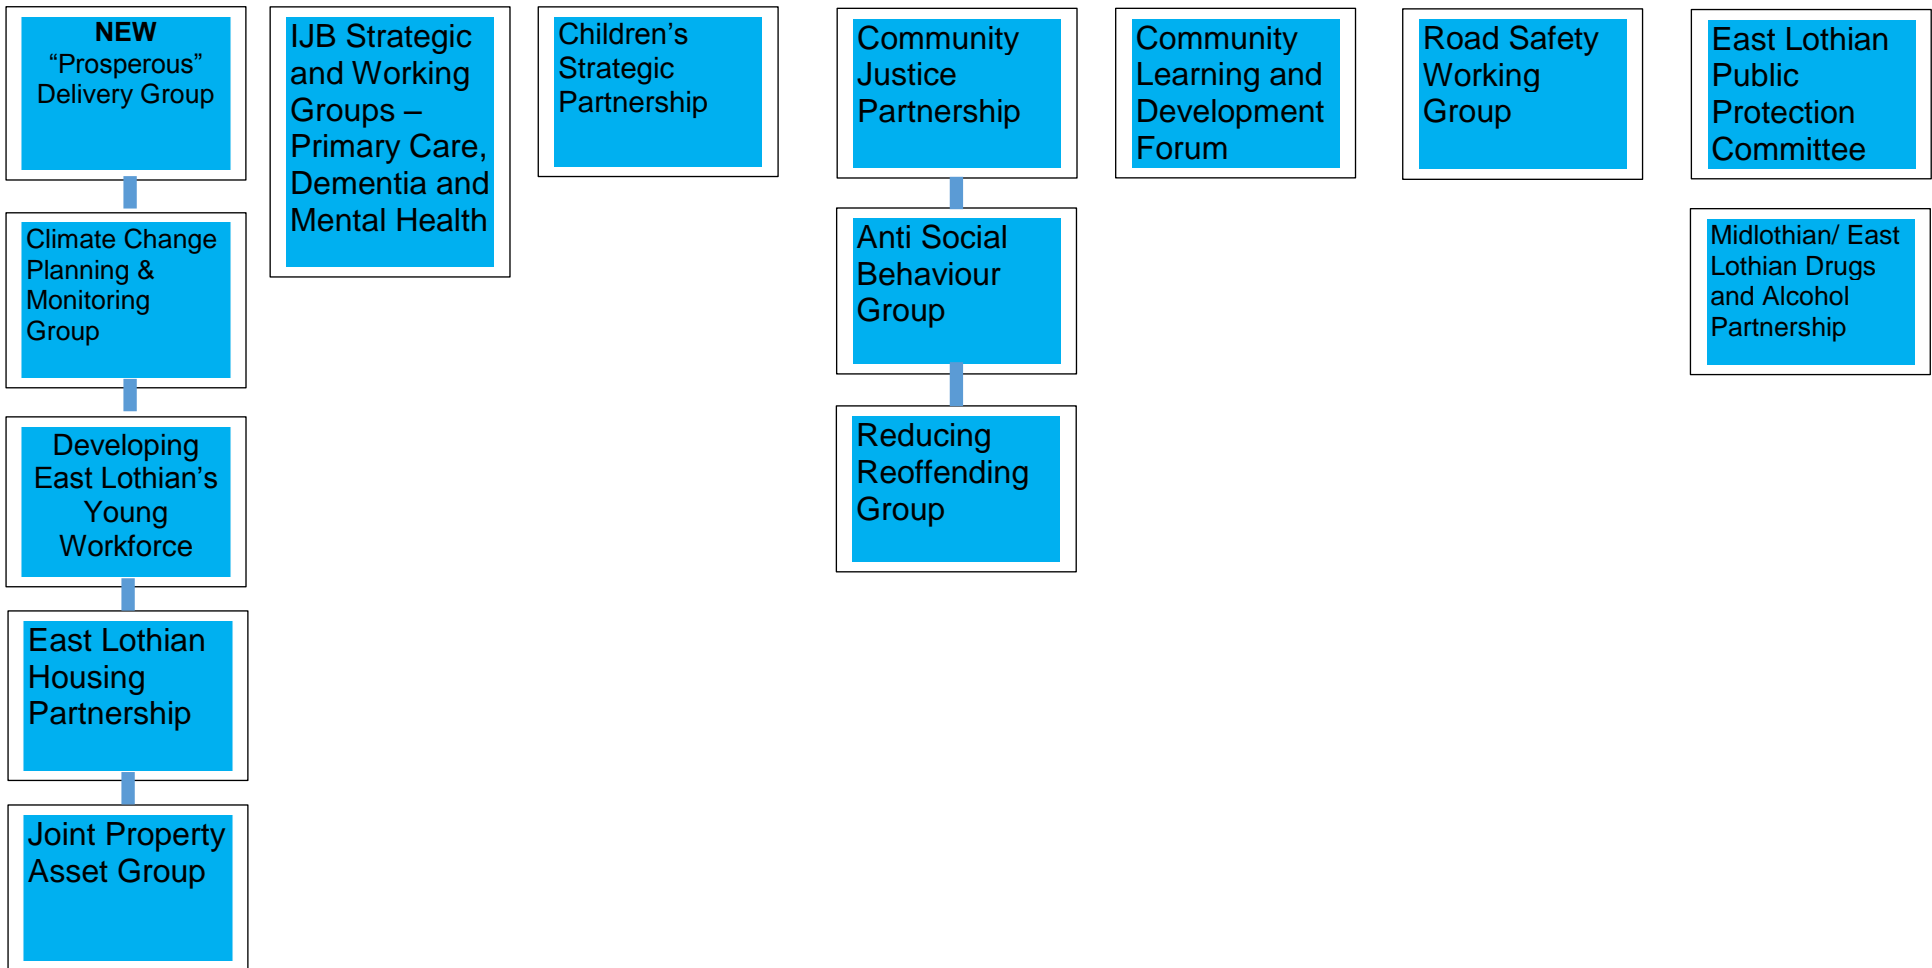 NEW
“Prosperous”
Delivery Group
IJB Strategic
and Working
Groups –
Primary Care,
Dementia and
Mental Health
Children’s
Strategic
Partnership
Community
Justice
Partnership
Community
Learning and
Development
Forum
Road Safety
Working
Group
East Lothian
Public
Protection
Committee
Climate Change
Planning &
Monitoring
Group
Anti Social
Behaviour
Group
Midlothian/ East
Lothian Drugs
and Alcohol
Partnership
Developing
East Lothian’s
Young
Workforce
Reducing
Reoffending
Group
East Lothian
Housing
Partnership
Joint Property
Asset Group